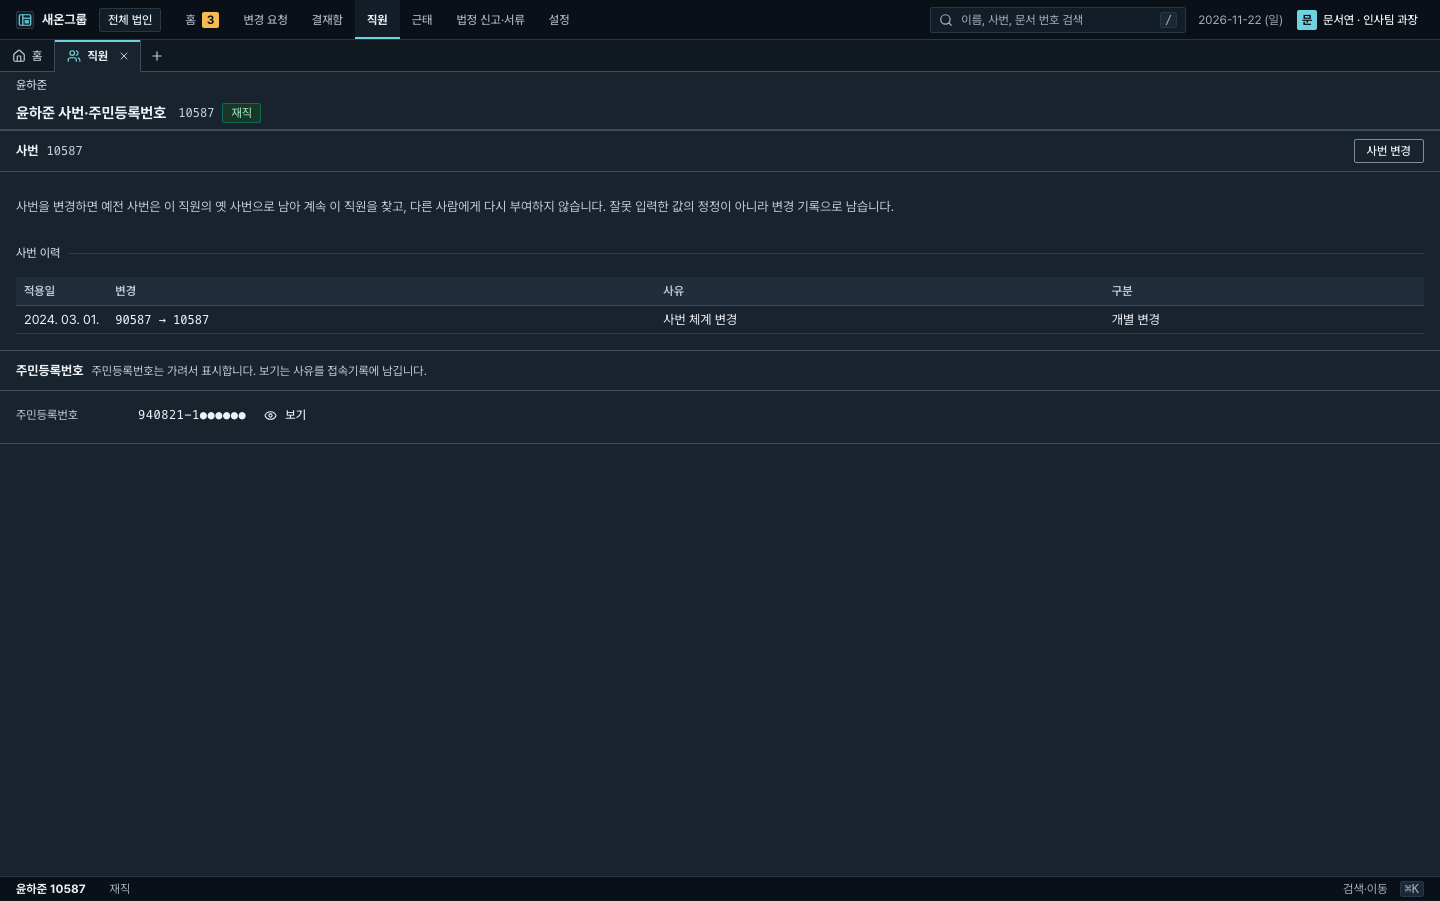 새온그룹 전체 법인 홈 3 변경 요청 결재함 직원 근태 법정 신고·서류 설정 이름, 사번, 문서 번호 검색 / 2026-11-22 (일) 문 문서연 · 인사팀 과장
홈 직원
윤하준
윤하준 사번·주민등록번호 10587 재직
사번 10587 사번 변경
사번을 변경하면 예전 사번은 이 직원의 옛 사번으로 남아 계속 이 직원을 찾고, 다른 사람에게 다시 부여하지 않습니다. 잘못 입력한 값의 정정이 아니라 변경 기록으로 남습니다.
사번 이력
적용일 변경 사유 구분
2024. 03. 01. 90587 → 10587 사번 체계 변경 개별 변경
주민등록번호 주민등록번호는 가려서 표시합니다. 보기는 사유를 접속기록에 남깁니다.
주민등록번호 940821-1●●●●●● 보기
윤하준 10587 재직 검색·이동 ⌘K